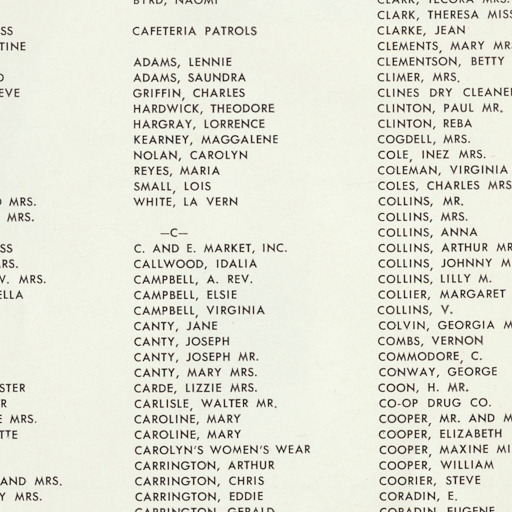 SS
TINE
D
EVE
D MRS.
MRS.
SS
RS.
V. MRS.
ELLA
STER
R
E MRS.
TTE
AND MRS.
Y MRS.
BYRD, NAOMI
CAFETERIA PATROLS
ADAMS, LENNIE
ADAMS, SAUNDRA
GRIFFIN, CHARLES
HARDWICK, THEODORE
HARGRAY, LORRENCE
KEARNEY, MAGGALENE
NOLAN, CAROLYN
REYES, MARIA
SMALL, LOIS
WHITE, LA VERN
—C—
C. AND E. MARKET, INC.
CALLWOOD, IDALIA
CAMPBELL, A. REV.
CAMPBELL, ELSIE
CAMPBELL, VIRGINIA
CANTY, JANE
CANTY, JOSEPH
CANTY, JOSEPH MR.
CANTY, MARY MRS.
CARDE, LIZZIE MRS.
CARLISLE, WALTER MR.
CAROLINE, MARY
CAROLINE, MARY
CAROLYN'S WOMEN'S WEAR
CARRINGTON, ARTHUR
CARRINGTON, CHRIS
CARRINGTON, EDDIE
CARRINGTON, GERALD
CLARK, TECORA MRS.
CLARK, THERESA MISS
CLARKE, JEAN
CLEMENTS, MARY MR
CLEMENTSON, BETTY
CLIMER, MRS.
CLINES DRY CLEANE
CLINTON, PAUL MR.
CLINTON, REBA
COGDELL, MRS.
COLE, INEZ MRS.
COLEMAN, VIRGINIA
COLES, CHARLES MRS
COLLINS, MR.
COLLINS, MRS.
COLLINS, ANNA
COLLINS, ARTHUR MR
COLLINS, JOHNNY M
COLLINS, LILLY M.
COLLIER, MARGARET
COLLINS, V.
COLVIN, GEORGIA M
COMBS, VERNON
COMMODORE, C.
CONWAY, GEORGE
COON, H. MR.
CO-OP DRUG CO.
COOPER, MR. AND M
COOPER, ELIZABETH
COOPER, MAXINE MI
COOPER, WILLIAM
COORIER, STEVE
CORADIN, E.
CORADIN, EUGENE